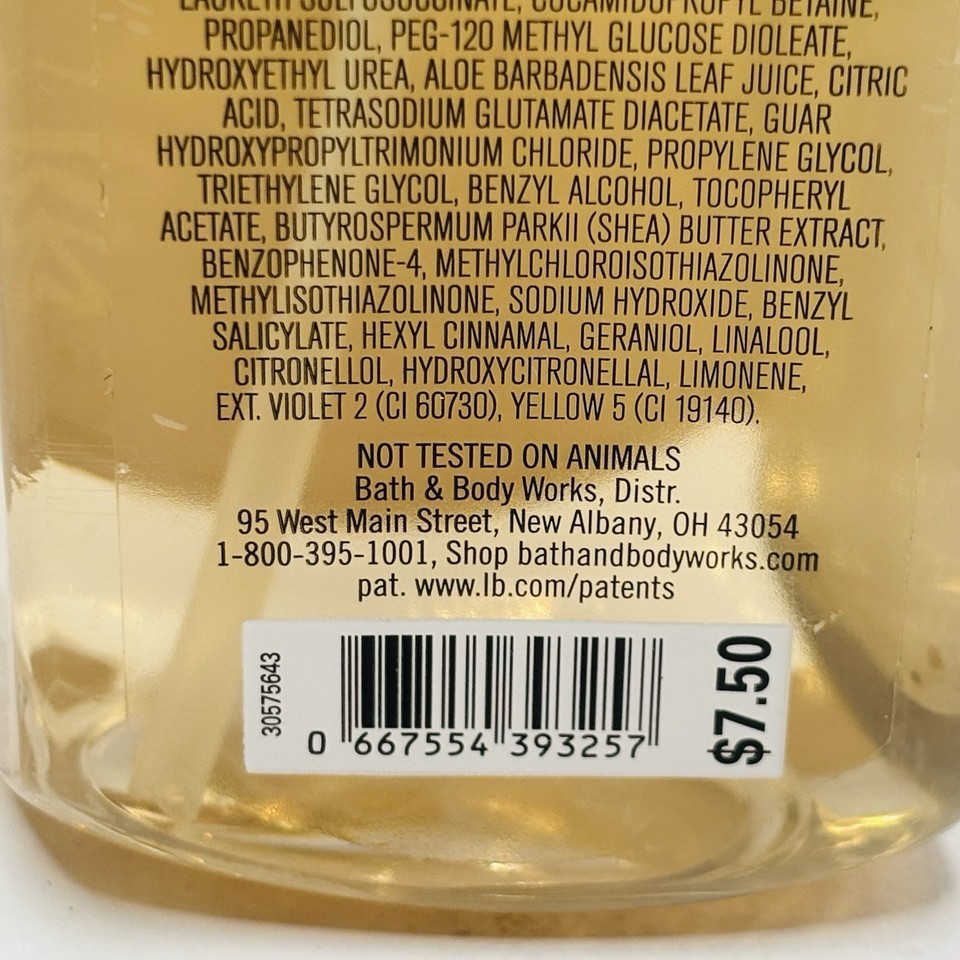 LAURETH SULFOSUCCINATE, COCAMIDOPROPYL BETAINE,
PROPANEDIOL, PEG-120 METHYL GLUCOSE DIOLEATE,
HYDROXYETHYL UREA, ALOE BARBADENSIS LEAF JUICE, CITRIC
ACID, TETRASODIUM GLUTAMATE DIACETATE, GUAR
HYDROXYPROPYLTRIMONIUM CHLORIDE, PROPYLENE GLYCOL,
TRIETHYLENE GLYCOL, BENZYL ALCOHOL, TOCOPHERYL
ACETATE, BUTYROSPERMUM PARKII (SHEA) BUTTER EXTRACT,
BENZOPHENONE-4, METHYLCHLOROISOTHIAZOLINONE,
METHYLISOTHIAZOLINONE, SODIUM HYDROXIDE, BENZYL
SALICYLATE, HEXYL CINNAMAL, GERANIOL, LINALOOL,
CITRONELLOL, HYDROXYCITRONELLAL, LIMONENE,
EXT. VIOLET 2 (CI 60730), YELLOW 5 (CI 19140).
NOT TESTED ON ANIMALS
Bath & Body Works, Distr.
95 West Main Street, New Albany, OH 43054
1-800-395-1001, Shop bathandbodyworks.com
pat. www.lb.com/patents
30575643
0 667554 393257
$7.50